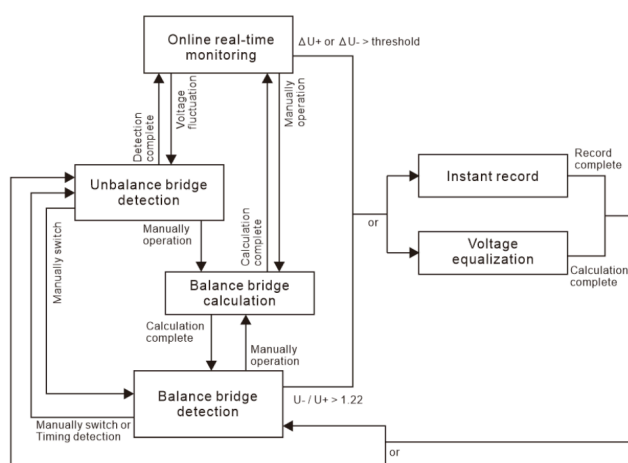 Online real-time
monitoring
ΔU+ or ΔU- > threshold
Detection
complete
Voltage
fluctuation
Calculation
complete
Manually
operation
Unbalance bridge
detection
Manually
operation
Manually switch
Instant record
Record
complete
or
Voltage
equalization
Calculation
complete
Balance bridge
calculation
Calculation
complete
Manually
operation
Balance bridge
detection
U- / U+ > 1.22
Manually switch or
Timing detection
or